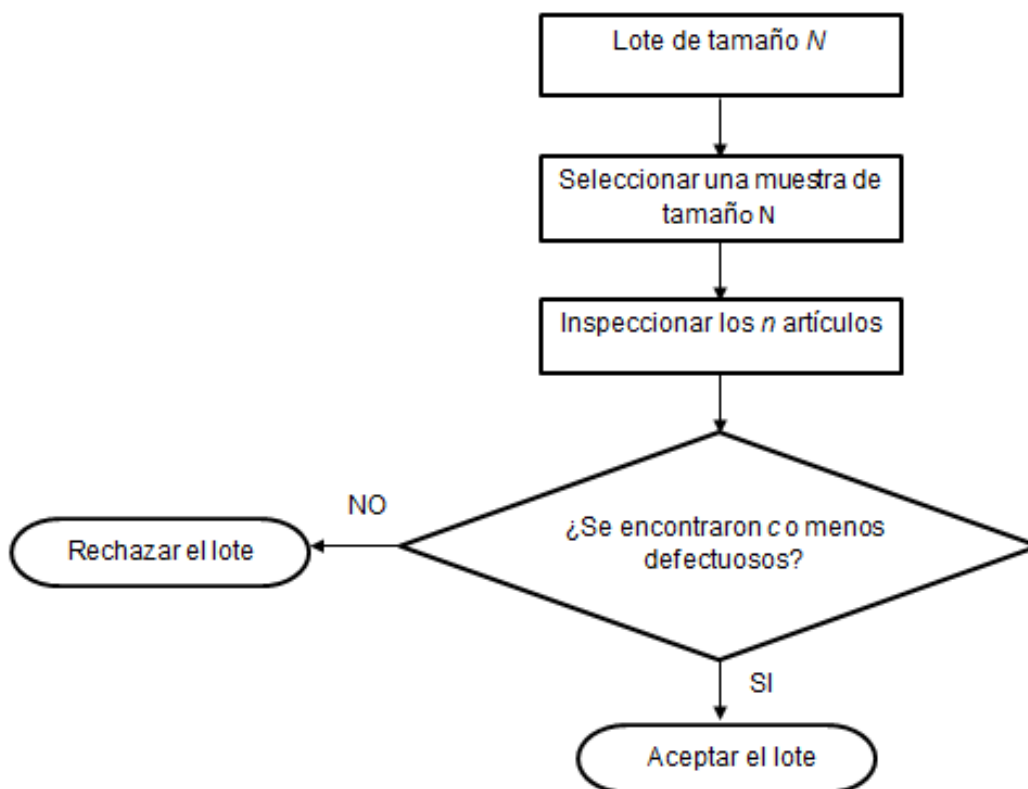 Lote de tamaño N
Seleccionar una muestra de
tamaño N
Inspeccionar los n artículos
NO
¿Se encontraron c o menos
defectuosos?
Rechazar el lote
SI
Aceptar el lote